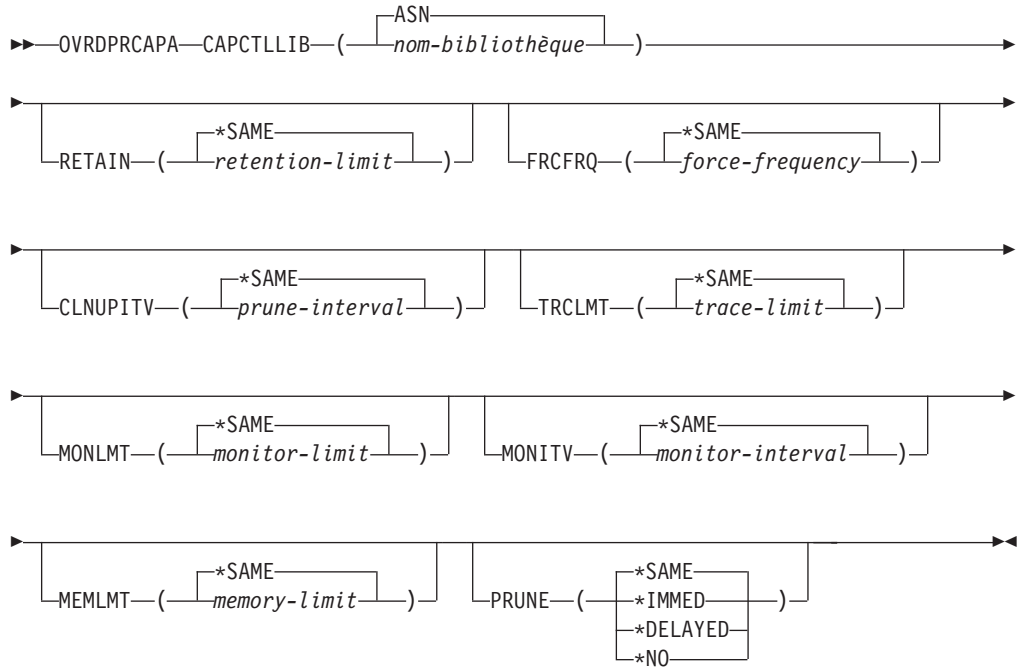 ASN
OVRDPRCAPA CAPCTLLIB ( nom-bibliothèque )
*SAME *SAME
RETAIN ( retention-limit ) FRCFRQ ( force-frequency )
*SAME *SAME
CLNUPITV ( prune-interval ) TRCLMT ( trace-limit )
*SAME *SAME
MONLMT ( monitor-limit ) MONITV ( monitor-interval )
*SAME *SAME
MEMLMT ( memory-limit ) PRUNE ( *IMMED )
*DELAYED
*NO